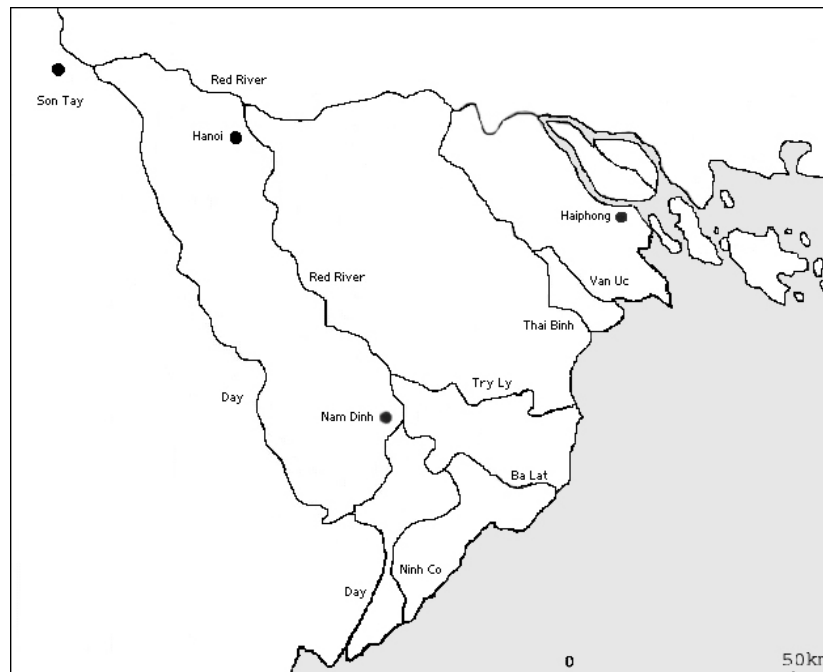 Red River
Son Tay
Hanoi
Haiphong
Red River
Van Uc
Thai Binh
Try Ly
Day
Nam Dinh
Ba Lat
Ninh Co
Day
0 50km